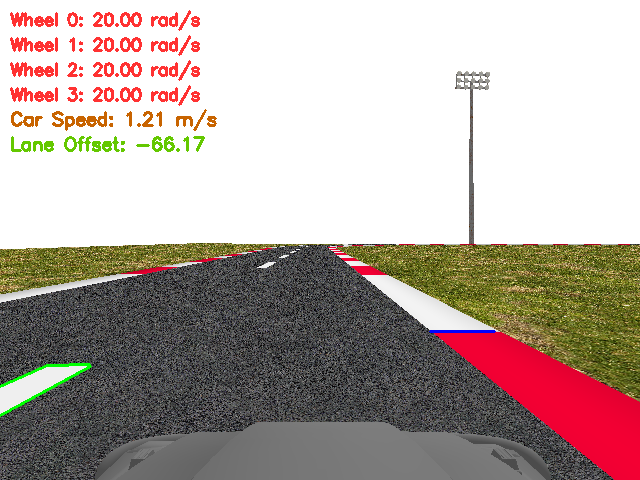 Wheel 0: 20.00 rad/s
Wheel 1: 20.00 rad/s
Wheel 2: 20.00 rad/s
Wheel 3: 20.00 rad/s
Car Speed: 1.21 m/s
Lane Offset: -66.17